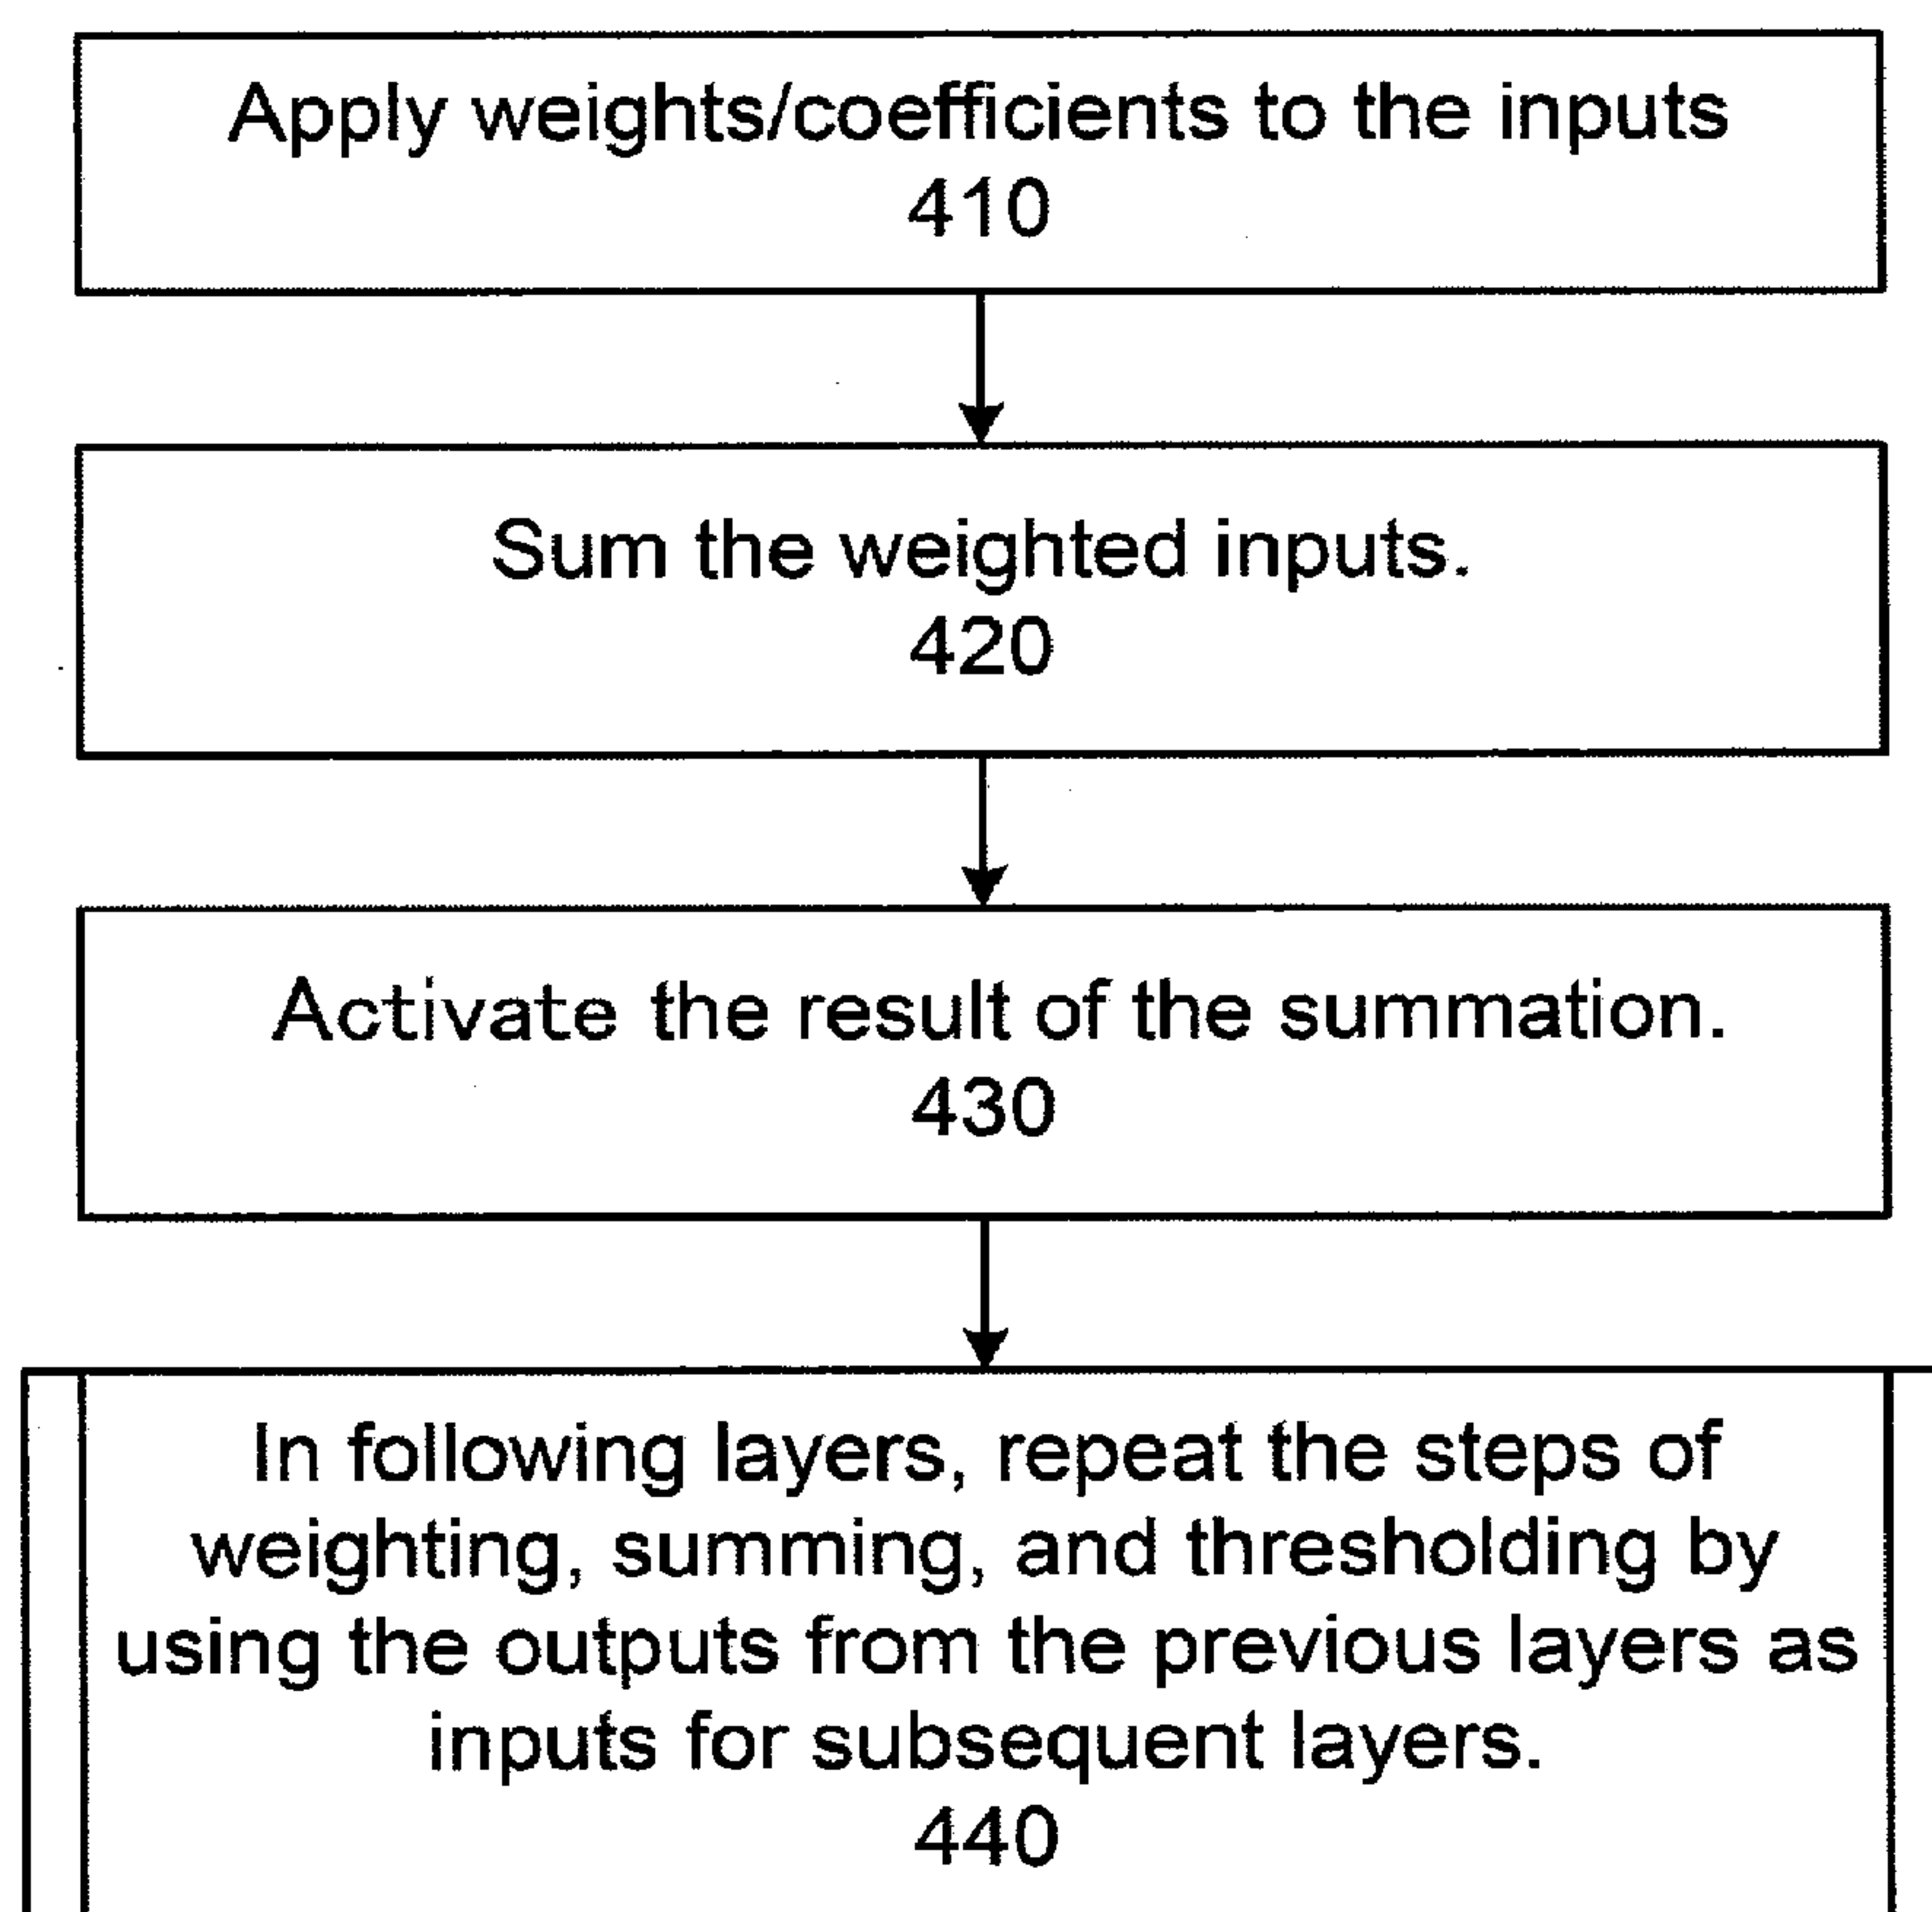 Apply weights/coefficients to the inputs
410
Sum the weighted inputs.
420
Activate the result of the summation.
430
In following layers, repeat the steps of
weighting, summing, and thresholding by
using the outputs from the previous layers as
inputs for subsequent layers.
440